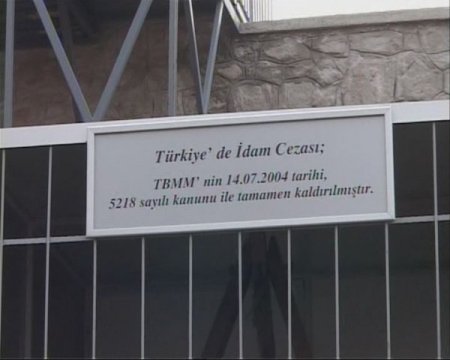 Türkiye' de İdam Cezası;
TBMM' nin 14.07.2004 tarihi,
5218 sayılı kanunu ile tamamen kaldırılmıştır.